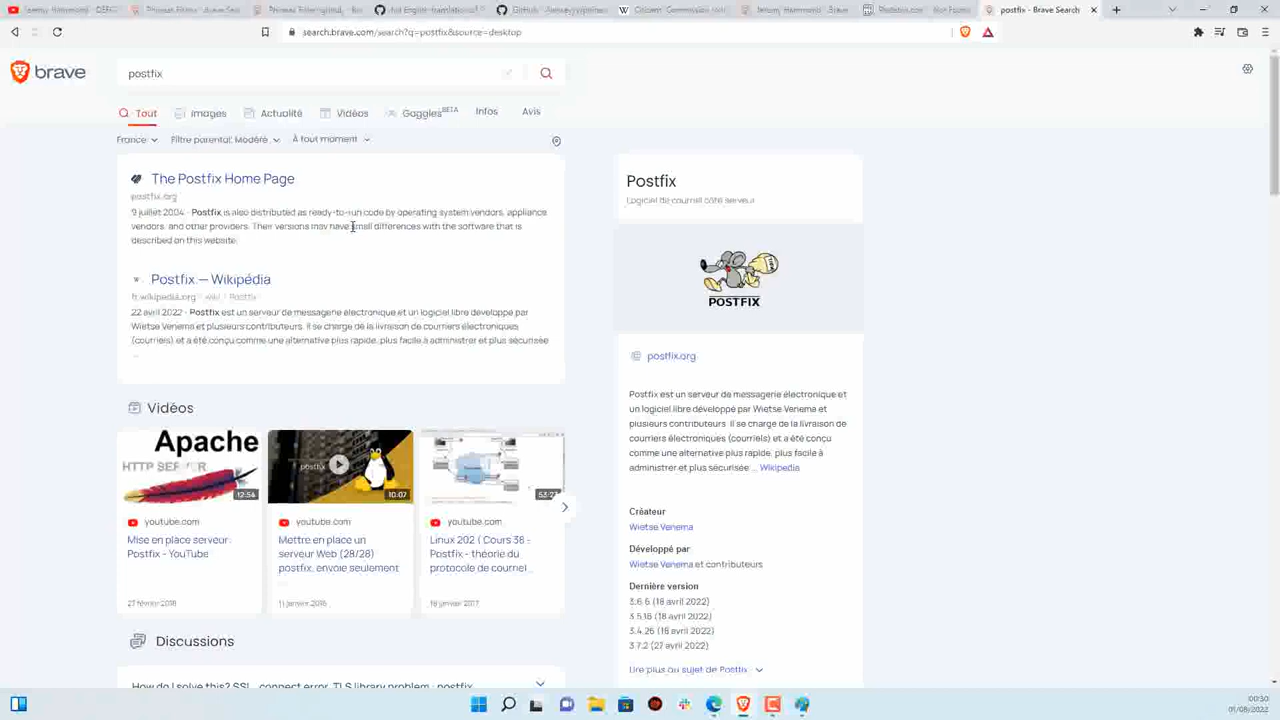 postfix - Brave Search
search.brave.com/search?q=postfix&source=desktop
brave
postfix
Tout
Images
Actualité
Vidéos
Goggles BETA
Infos
Avis
France
Filtre parental: Modéré
À tout moment
The Postfix Home Page
postfix.org
9 juillet 2004 - Postfix is also distributed as ready-to-run code by operating system vendors, appliance
vendors, and other providers. Their versions may have small differences with the software that is
described on this website.
Postfix — Wikipédia
fr.wikipedia.org › wiki › Postfix
22 avril 2022 - Postfix est un serveur de messagerie électronique et un logiciel libre développé par
Wietse Venema et plusieurs contributeurs. Il se charge de la livraison de courriers électroniques
(courriels) et a été conçu comme une alternative plus rapide, plus facile à administrer et plus sécurisée
...
Vidéos
Apache
HTTP SERVER
12:54
youtube.com
Mise en place serveur:
Postfix - YouTube
27 février 2018
postfix
10:07
youtube.com
Mettre en place un
serveur Web (28/28)
postfix, envoie seulement
11 janvier 2016
53:27
youtube.com
Linux 202 ( Cours 38 -
Postfix - théorie du
protocole de courriel...
19 janvier 2017
Discussions
How do I solve this? SSL_connect error, TLS library problem : postfix
Postfix
Logiciel de courriel côté serveur
POSTFIX
postfix.org
Postfix est un serveur de messagerie électronique et
un logiciel libre développé par Wietse Venema et
plusieurs contributeurs. Il se charge de la livraison de
courriers électroniques (courriels) et a été conçu
comme une alternative plus rapide, plus facile à
administrer et plus sécurisée ... Wikipedia
Créateur
Wietse Venema
Développé par
Wietse Venema et contributeurs
Dernière version
3.6.6 (18 avril 2022)
3.5.16 (18 avril 2022)
3.4.26 (18 avril 2022)
3.7.2 (27 avril 2022)
Lire plus au sujet de Postfix
00:30
01/08/2022